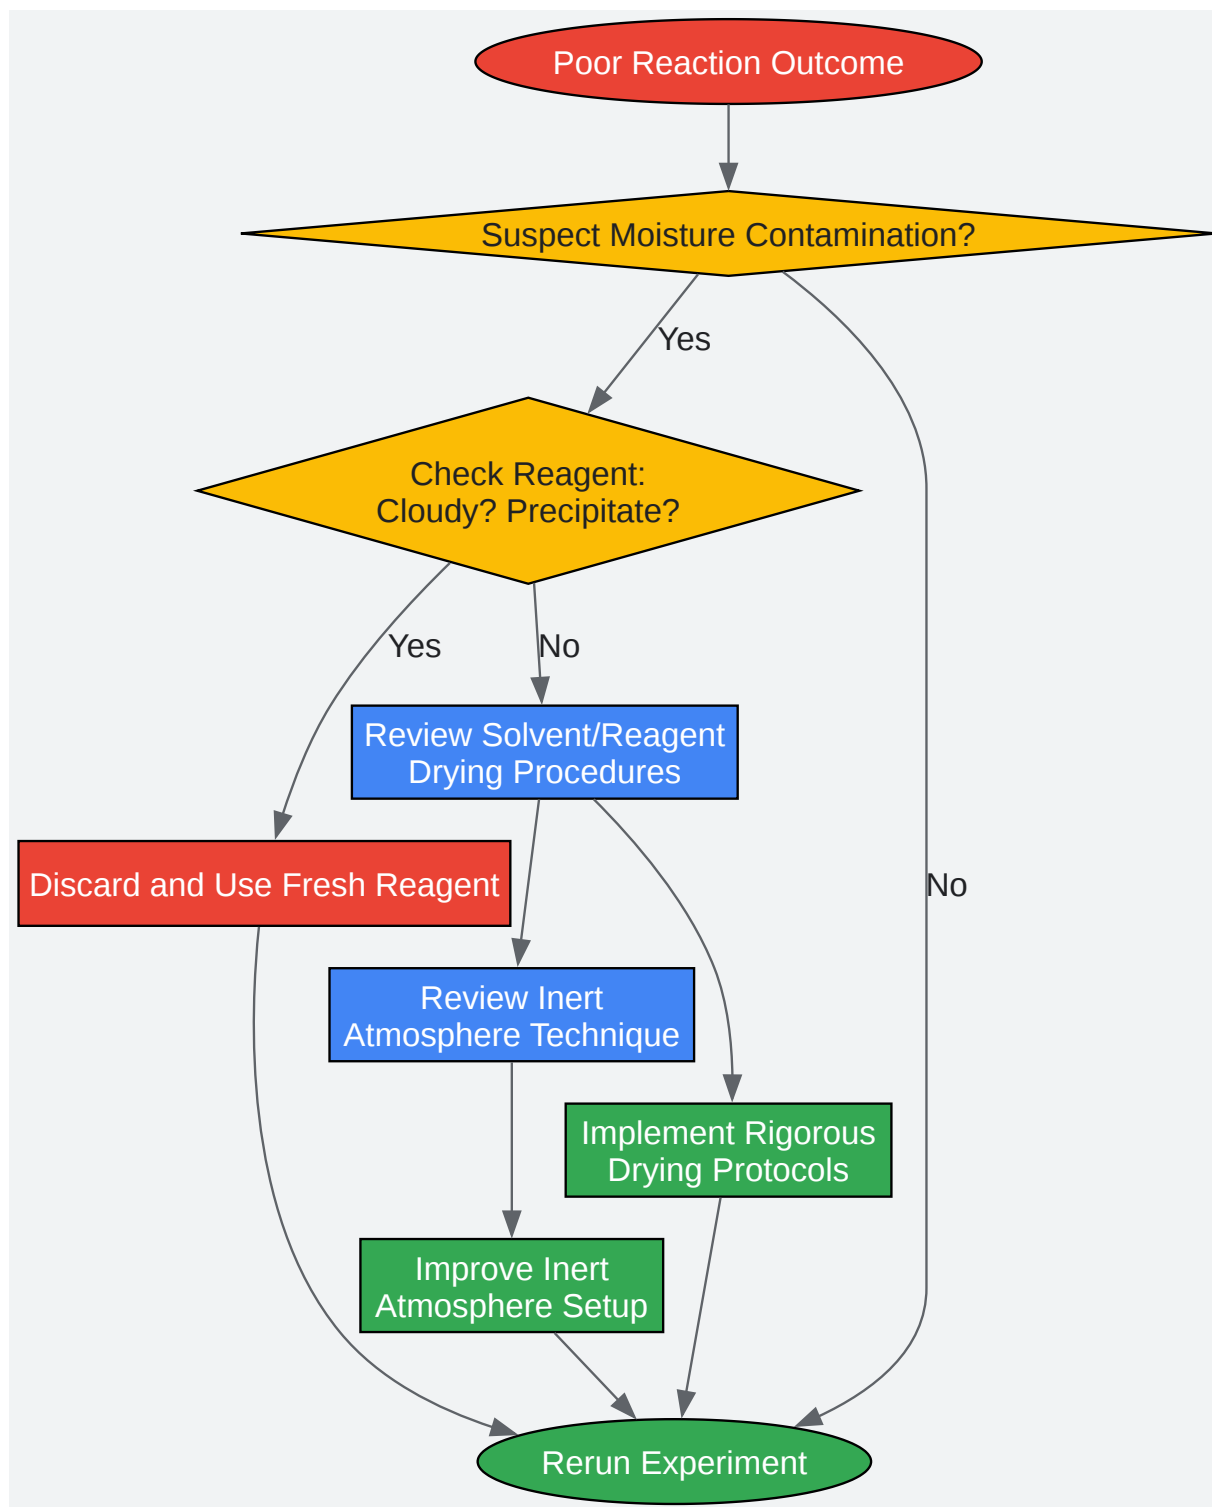 Poor Reaction Outcome
Suspect Moisture Contamination?
Yes
Check Reagent:
Cloudy? Precipitate?
Yes
No
Review Solvent/Reagent
Drying Procedures
Discard and Use Fresh Reagent
No
Review Inert
Atmosphere Technique
Implement Rigorous
Drying Protocols
Improve Inert
Atmosphere Setup
Rerun Experiment